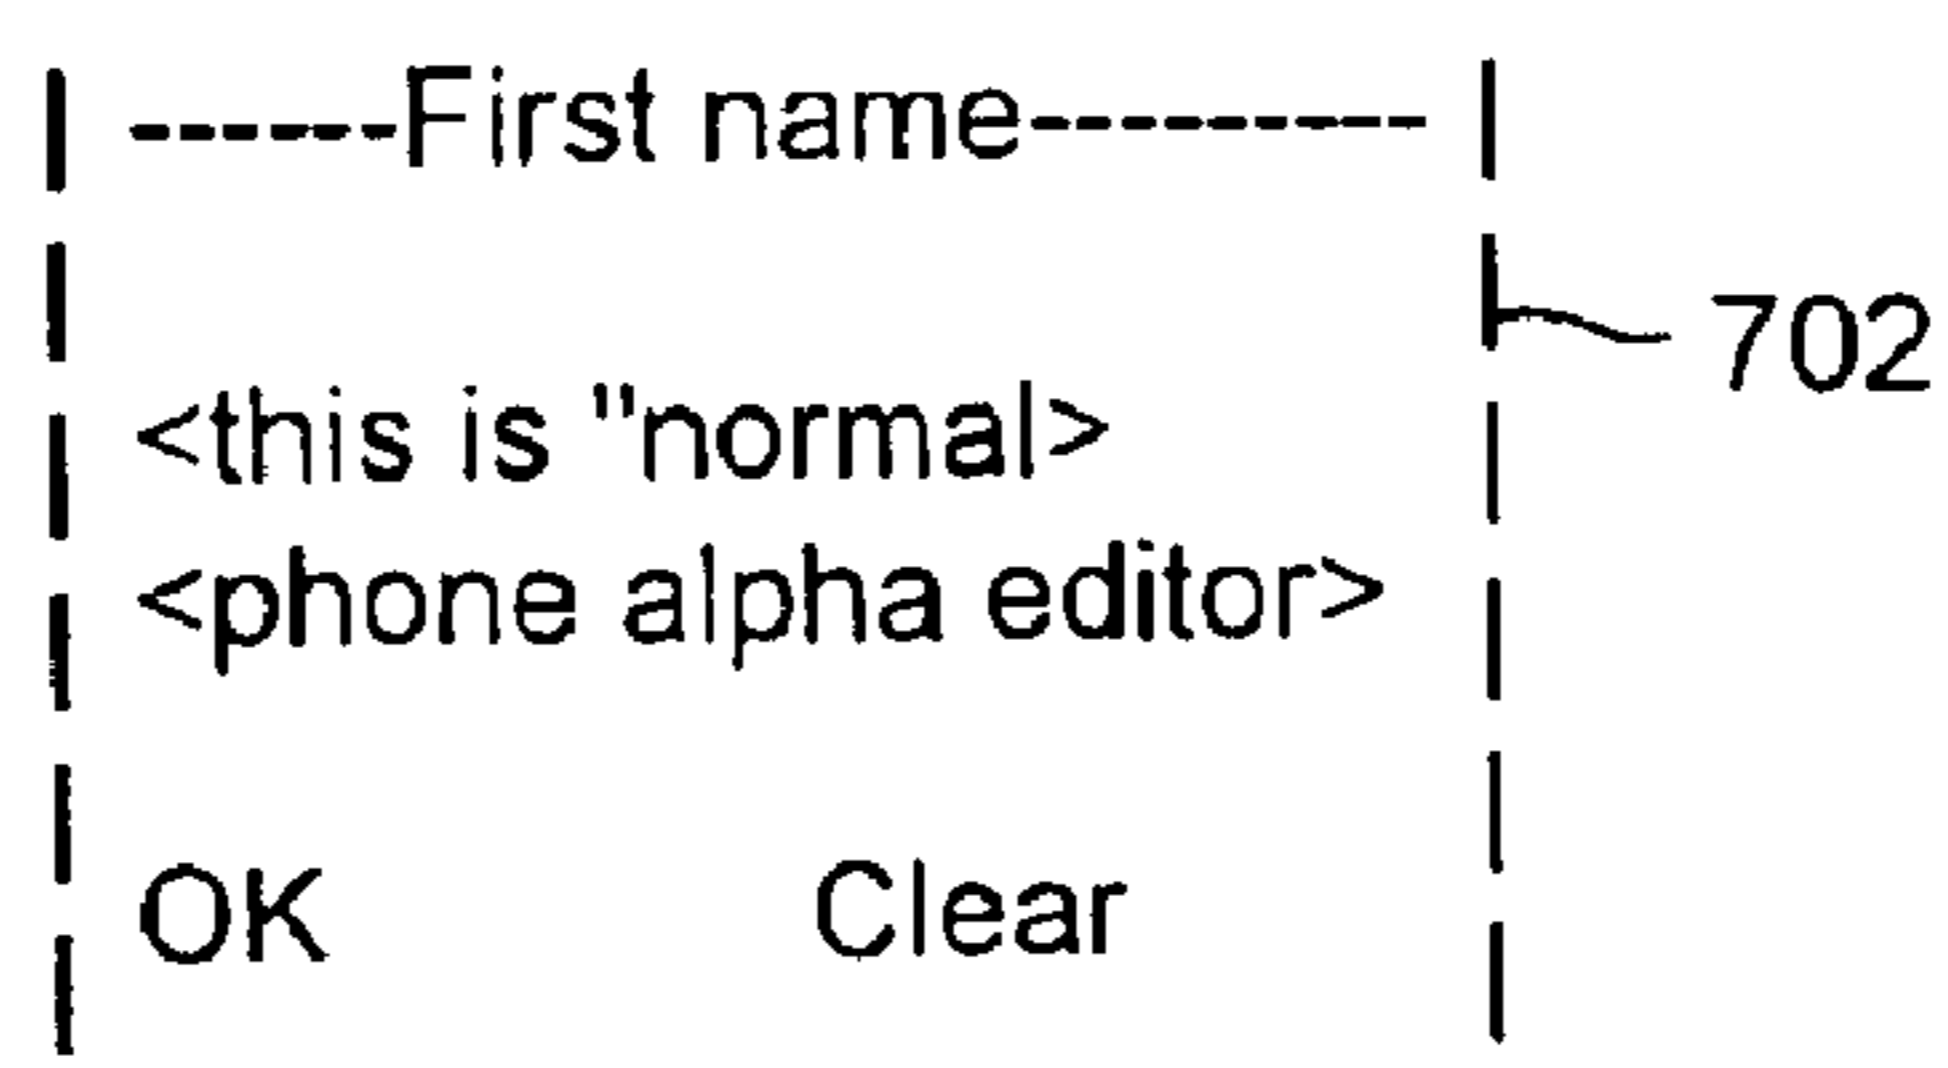 | ------First name--------- |
702
<this is "normal>
<phone alpha editor>
OK Clear